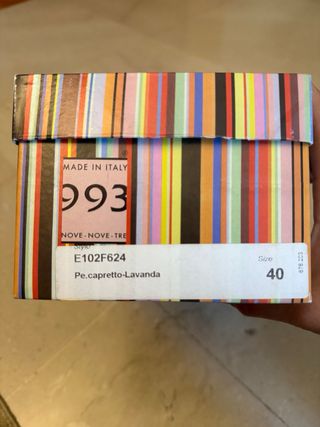 MADE IN ITALY
993
NOVE-NOVE-TRE
Style
E102F624
Size
Pe.capretto-Lavanda
40